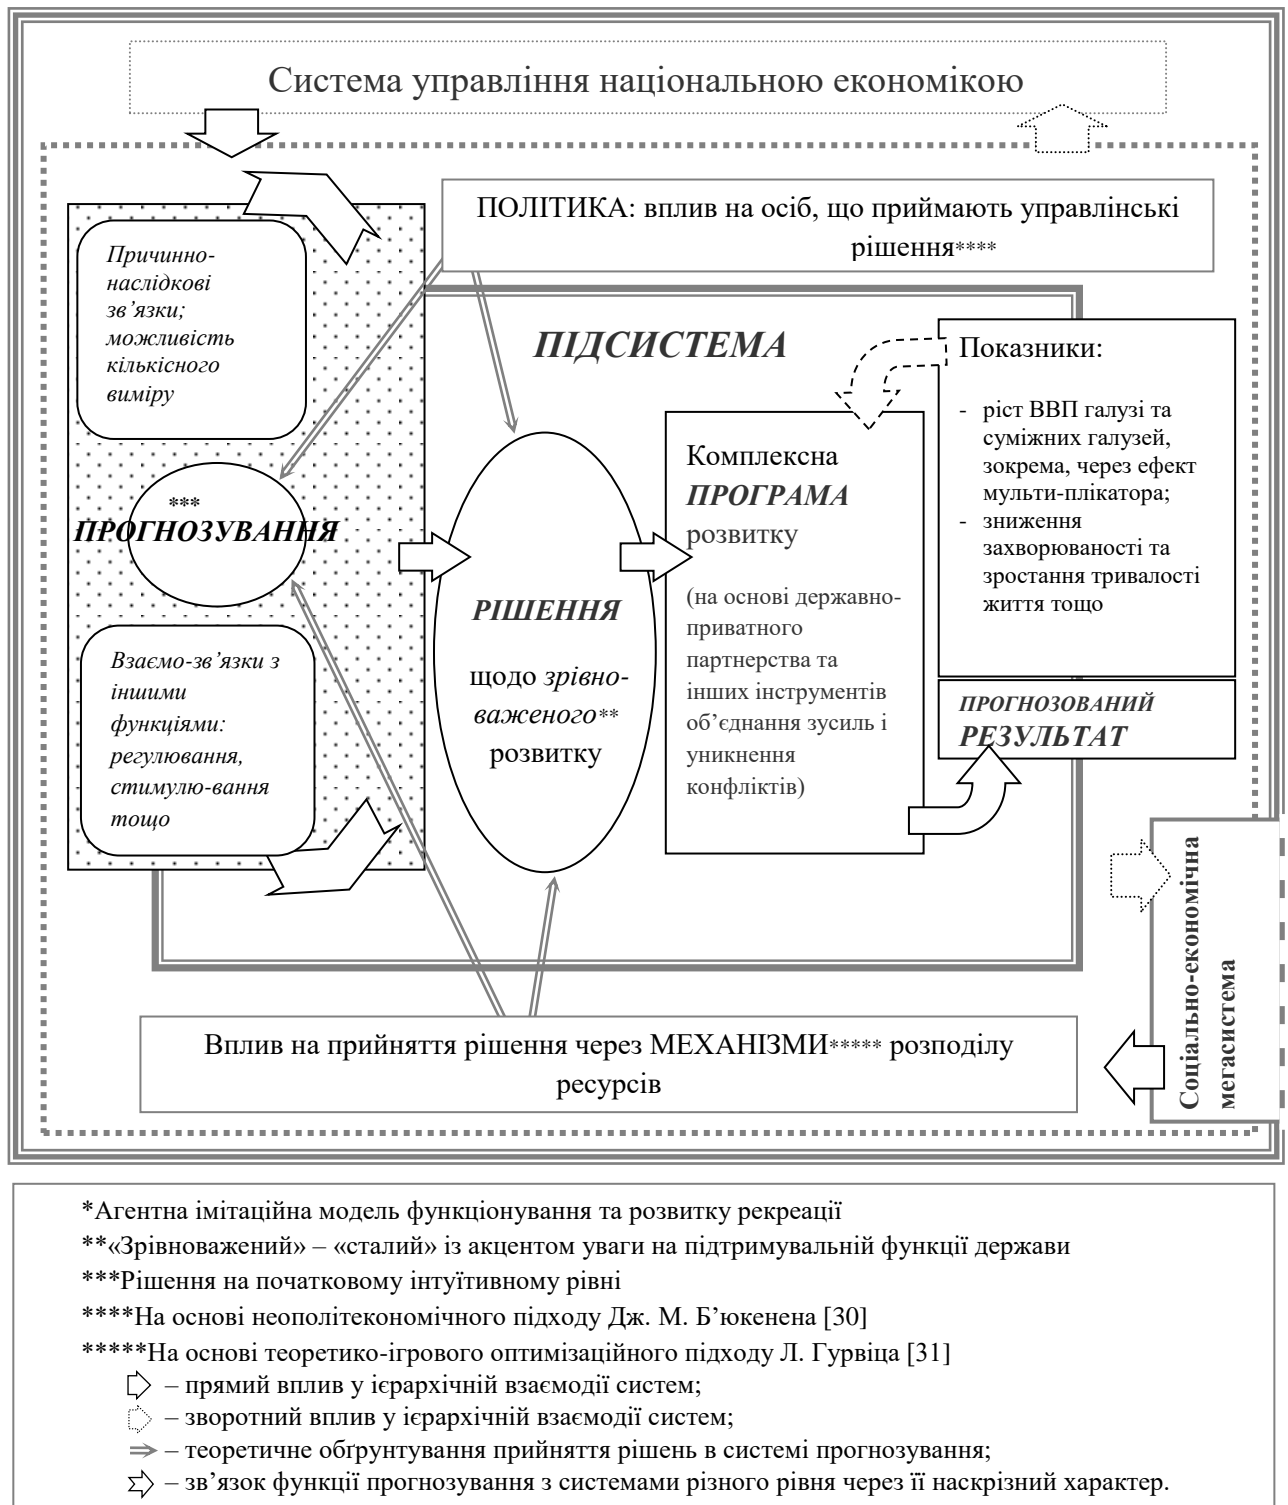 Система управління національною економікою
ПОЛІТИКА: вплив на осіб, що приймають управлінські
рішення****
Причинно-
наслідкові
зв’язки;
можливість
кількісного
виміру
***
ПРОГНОЗУВАННЯ
Взаємо-зв’язки з
іншими
функціями:
регулювання,
стимулю-вання
тощо
ПІДСИСТЕМА
РІШЕННЯ
щодо зрівно-
важеного**
розвитку
Комплексна
ПРОГРАМА
розвитку
(на основі державно-
приватного
партнерства та
інших інструментів
об’єднання зусиль і
уникнення
конфліктів)
Показники:
- ріст ВВП галузі та
суміжних галузей,
зокрема, через ефект
мульти-плікатора;
- зниження
захворюваності та
зростання тривалості
життя тощо
ПРОГНОЗОВАНИЙ
РЕЗУЛЬТАТ
Соціально-економічна
мегасистема
Вплив на прийняття рішення через МЕХАНІЗМИ***** розподілу
ресурсів
*Агентна імітаційна модель функціонування та розвитку рекреації
**«Зрівноважений» – «сталий» із акцентом уваги на підтримувальній функції держави
***Рішення на початковому інтуїтивному рівні
****На основі неополітекономічного підходу Дж. М. Б’юкенена [30]
*****На основі теоретико-ігрового оптимізаційного підходу Л. Гурвіца [31]
– прямий вплив у ієрархічній взаємодії систем;
– зворотний вплив у ієрархічній взаємодії систем;
– теоретичне обґрунтування прийняття рішень в системі прогнозування;
– зв’язок функції прогнозування з системами різного рівня через її наскрізний характер.